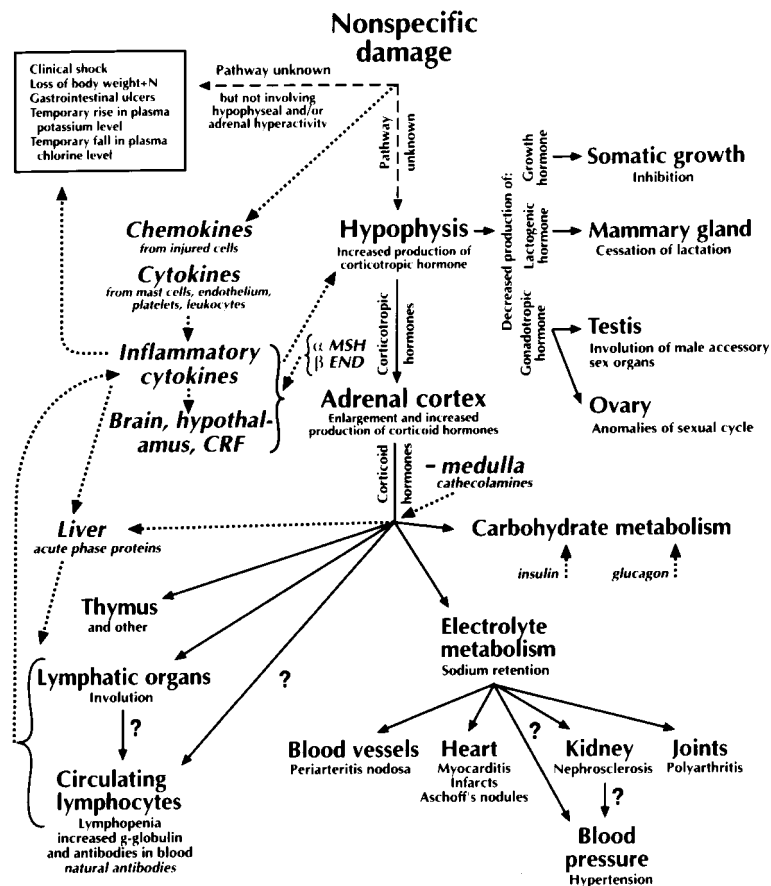 Nonspecific
damage
Clinical shock
Loss of body weight+N
Gastrointestinal ulcers
Temporary rise in plasma
potassium level
Temporary fall in plasma
chlorine level
Pathway unknown
but not involving
hypophyseal and/or
adrenal hyperactivity
Pathway
unknown
Chemokines
from injured cells
Cytokines
from mast cells, endothelium,
platelets, leukocytes
Inflammatory
cytokines
Brain, hypothal-
amus, CRF
Hypophysis
Increased production of
corticotropic hormone
Decreased production of:
Growth
hormone
Lactogenic
hormone
Gonadotropic
hormone
Somatic growth
Inhibition
Mammary gland
Cessation of lactation
Testis
Involution of male accessory
sex organs
Ovary
Anomalies of sexual cycle
α MSH
β END
Corticotropic
hormones
Adrenal cortex
Enlargement and increased
production of corticoid hormones
Corticoid
hormones
- medulla
cathecolamines
Liver
acute phase proteins
Carbohydrate metabolism
insulin
glucagon
Thymus
and other
Lymphatic organs
Involution
?
?
Circulating
lymphocytes
Lymphopenia
increased g-globulin
and antibodies in blood
natural antibodies
Electrolyte
metabolism
Sodium retention
?
Blood vessels
Periarteritis nodosa
Heart
Myocarditis
Infarcts
Aschoff's nodules
Kidney
Nephrosclerosis
Joints
Polyarthritis
?
Blood
pressure
Hypertension